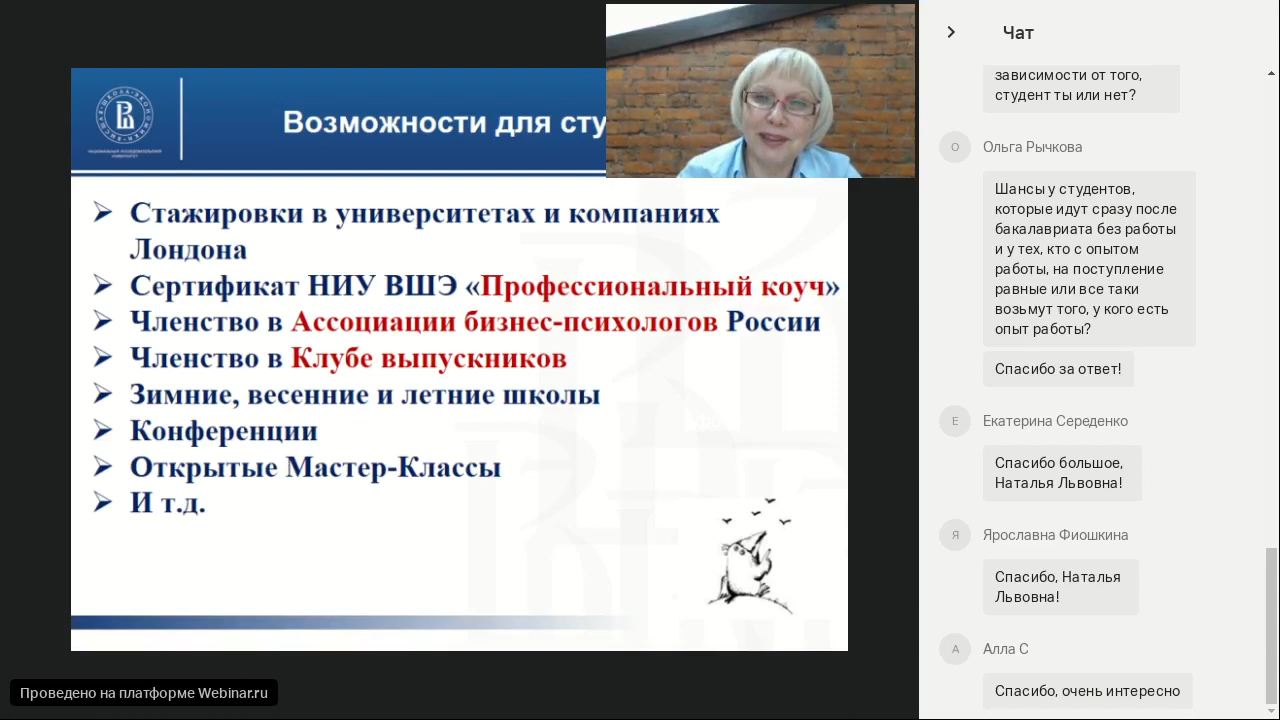 Возможности для сту
Стажировки в университетах и компаниях
Лондона
Сертификат НИУ ВШЭ «Профессиональный коуч»
Членство в Ассоциации бизнес-психологов России
Членство в Клубе выпускников
Зимние, весенние и летние школы
Конференции
Открытые Мастер-Классы
И т.д.
Проведено на платформе Webinar.ru
Чат
зависимости от того,
студент ты или нет?
О
Ольга Рычкова
Шансы у студентов,
которые идут сразу после
бакалавриата без работы
и у тех, кто с опытом
работы, на поступление
равные или все таки
возьмут того, у кого есть
опыт работы?
Спасибо за ответ!
Е
Екатерина Середенко
Спасибо большое,
Наталья Львовна!
Я
Ярославна Фиошкина
Спасибо, Наталья
Львовна!
А
Алла С
Спасибо, очень интересно